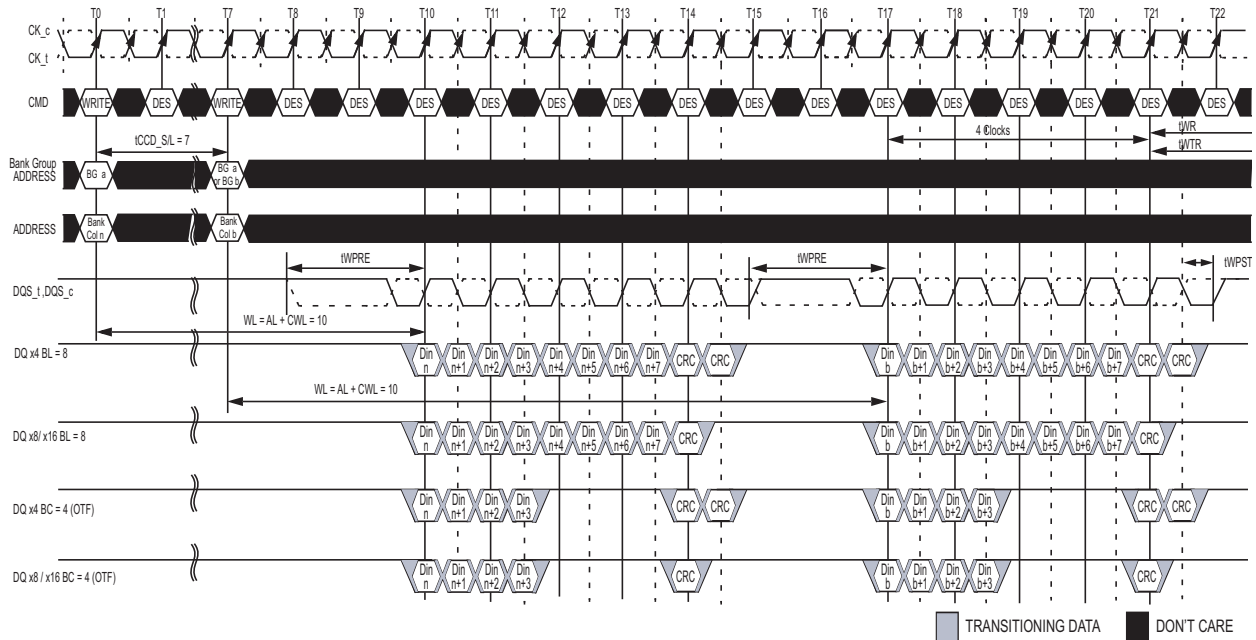 T0 T1 T7 T8 T9 T10 T11 T12 T13 T14 T15 T16 T17 T18 T19 T20 T21 T22
CK_c
CK_t
CMD WRITE DES WRITE DES DES DES DES DES DES DES DES DES DES DES DES DES DES DES
tCCD_S/L = 7
4 Clocks
tWR
tWTR
Bank Group
ADDRESS
BG a
BG a
or BG b
ADDRESS
Bank
Col n
Bank
Col b
tWPRE
tWPRE
tWPST
DQS_t ,DQS_c
WL = AL + CWL = 10
DQ x4 BL = 8
Din n Din n+1 Din n+2 Din n+3 Din n+4 Din n+5 Din n+6 Din n+7 CRC CRC
Din b Din b+1 Din b+2 Din b+3 Din b+4 Din b+5 Din b+6 Din b+7 CRC CRC
WL = AL + CWL = 10
DQ x8/ x16 BL = 8
Din n Din n+1 Din n+2 Din n+3 Din n+4 Din n+5 Din n+6 Din n+7 CRC
Din b Din b+1 Din b+2 Din b+3 Din b+4 Din b+5 Din b+6 Din b+7 CRC
DQ x4 BC = 4 (OTF)
Din n Din n+1 Din n+2 Din n+3 CRC CRC
Din b Din b+1 Din b+2 Din b+3 CRC CRC
DQ x8 / x16 BC = 4 (OTF)
Din n Din n+1 Din n+2 Din n+3 CRC
Din b Din b+1 Din b+2 Din b+3 CRC
TRANSITIONING DATA
DON'T CARE